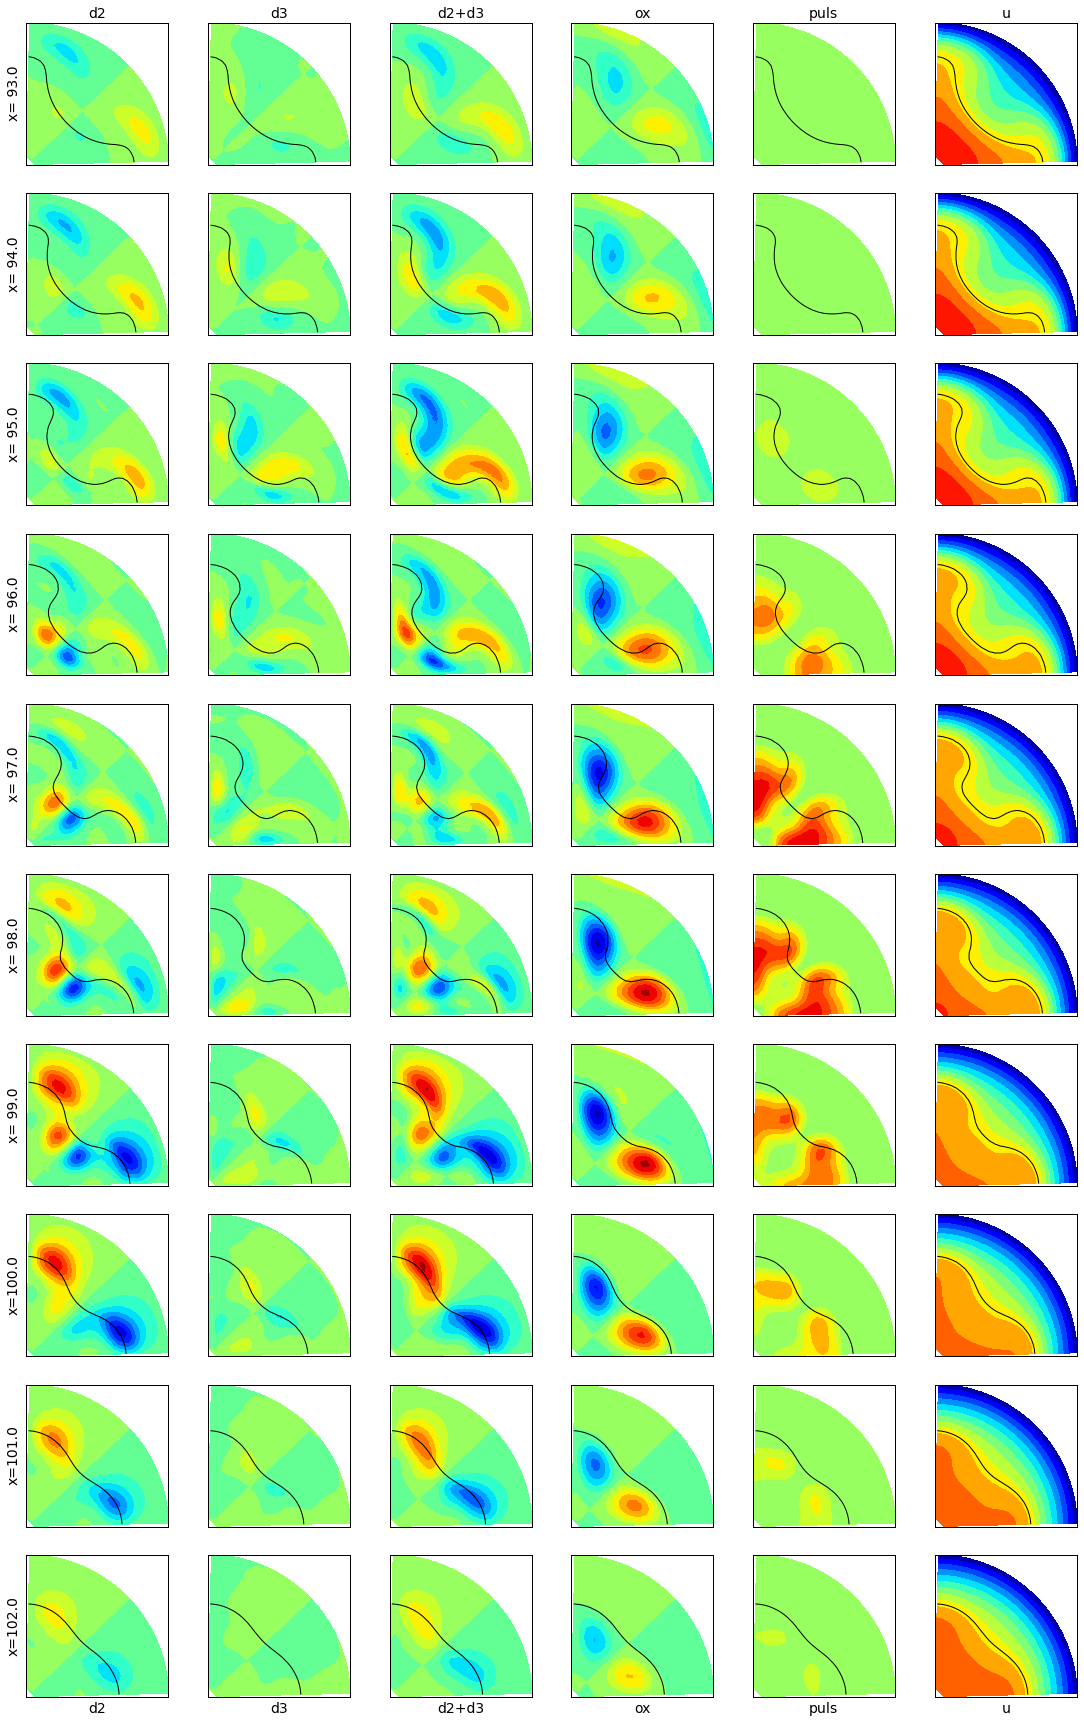 d2 d3 d2+d3 ox puls u
x= 93.0
x= 94.0
x= 95.0
x= 96.0
x= 97.0
x= 98.0
x= 99.0
x=100.0
x=101.0
x=102.0
d2 d3 d2+d3 ox puls u